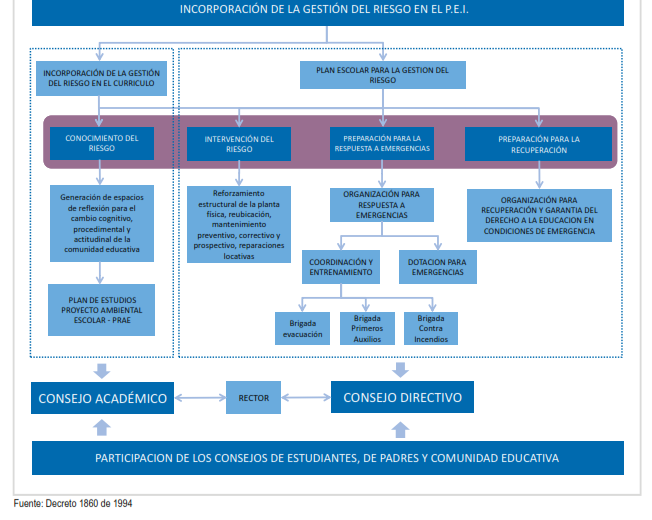 INCORPORACIÓN DE LA GESTIÓN DEL RIESGO EN EL P.E.I.
INCORPORACIÓN DE LA GESTIÓN
DEL RIESGO EN EL CURRICULO
PLAN ESCOLAR PARA LA GESTION DEL
RIESGO
CONOCIMIENTO DEL
RIESGO
INTERVENCIÓN DEL
RIESGO
PREPARACIÓN PARA LA
RESPUESTA A EMERGENCIAS
PREPARACIÓN PARA LA
RECUPERACIÓN
Generación de espacios
de reflexión para el
cambio cognitivo,
procedimental y
actitudinal de la
comunidad educativa
Reforzamiento
estructural de la planta
física, reubicación,
mantenimiento
preventivo, correctivo y
prospectivo, reparaciones
locativas
ORGANIZACIÓN PARA
RESPUESTA A
EMERGENCIAS
ORGANIZACIÓN PARA
RECUPERACIÓN Y GARANTIA DEL
DERECHO A LA EDUCACION EN
CONDICIONES DE EMERGENCIA
COORDINACIÓN Y
ENTRENAMIENTO
DOTACION PARA
EMERGENCIAS
PLAN DE ESTUDIOS
PROYECTO AMBIENTAL
ESCOLAR - PRAE
Brigada
evacuación
Brigada
Primeros
Auxilios
Brigada
Contra
Incendios
CONSEJO ACADÉMICO
RECTOR
CONSEJO DIRECTIVO
PARTICIPACION DE LOS CONSEJOS DE ESTUDIANTES, DE PADRES Y COMUNIDAD EDUCATIVA
Fuente: Decreto 1860 de 1994